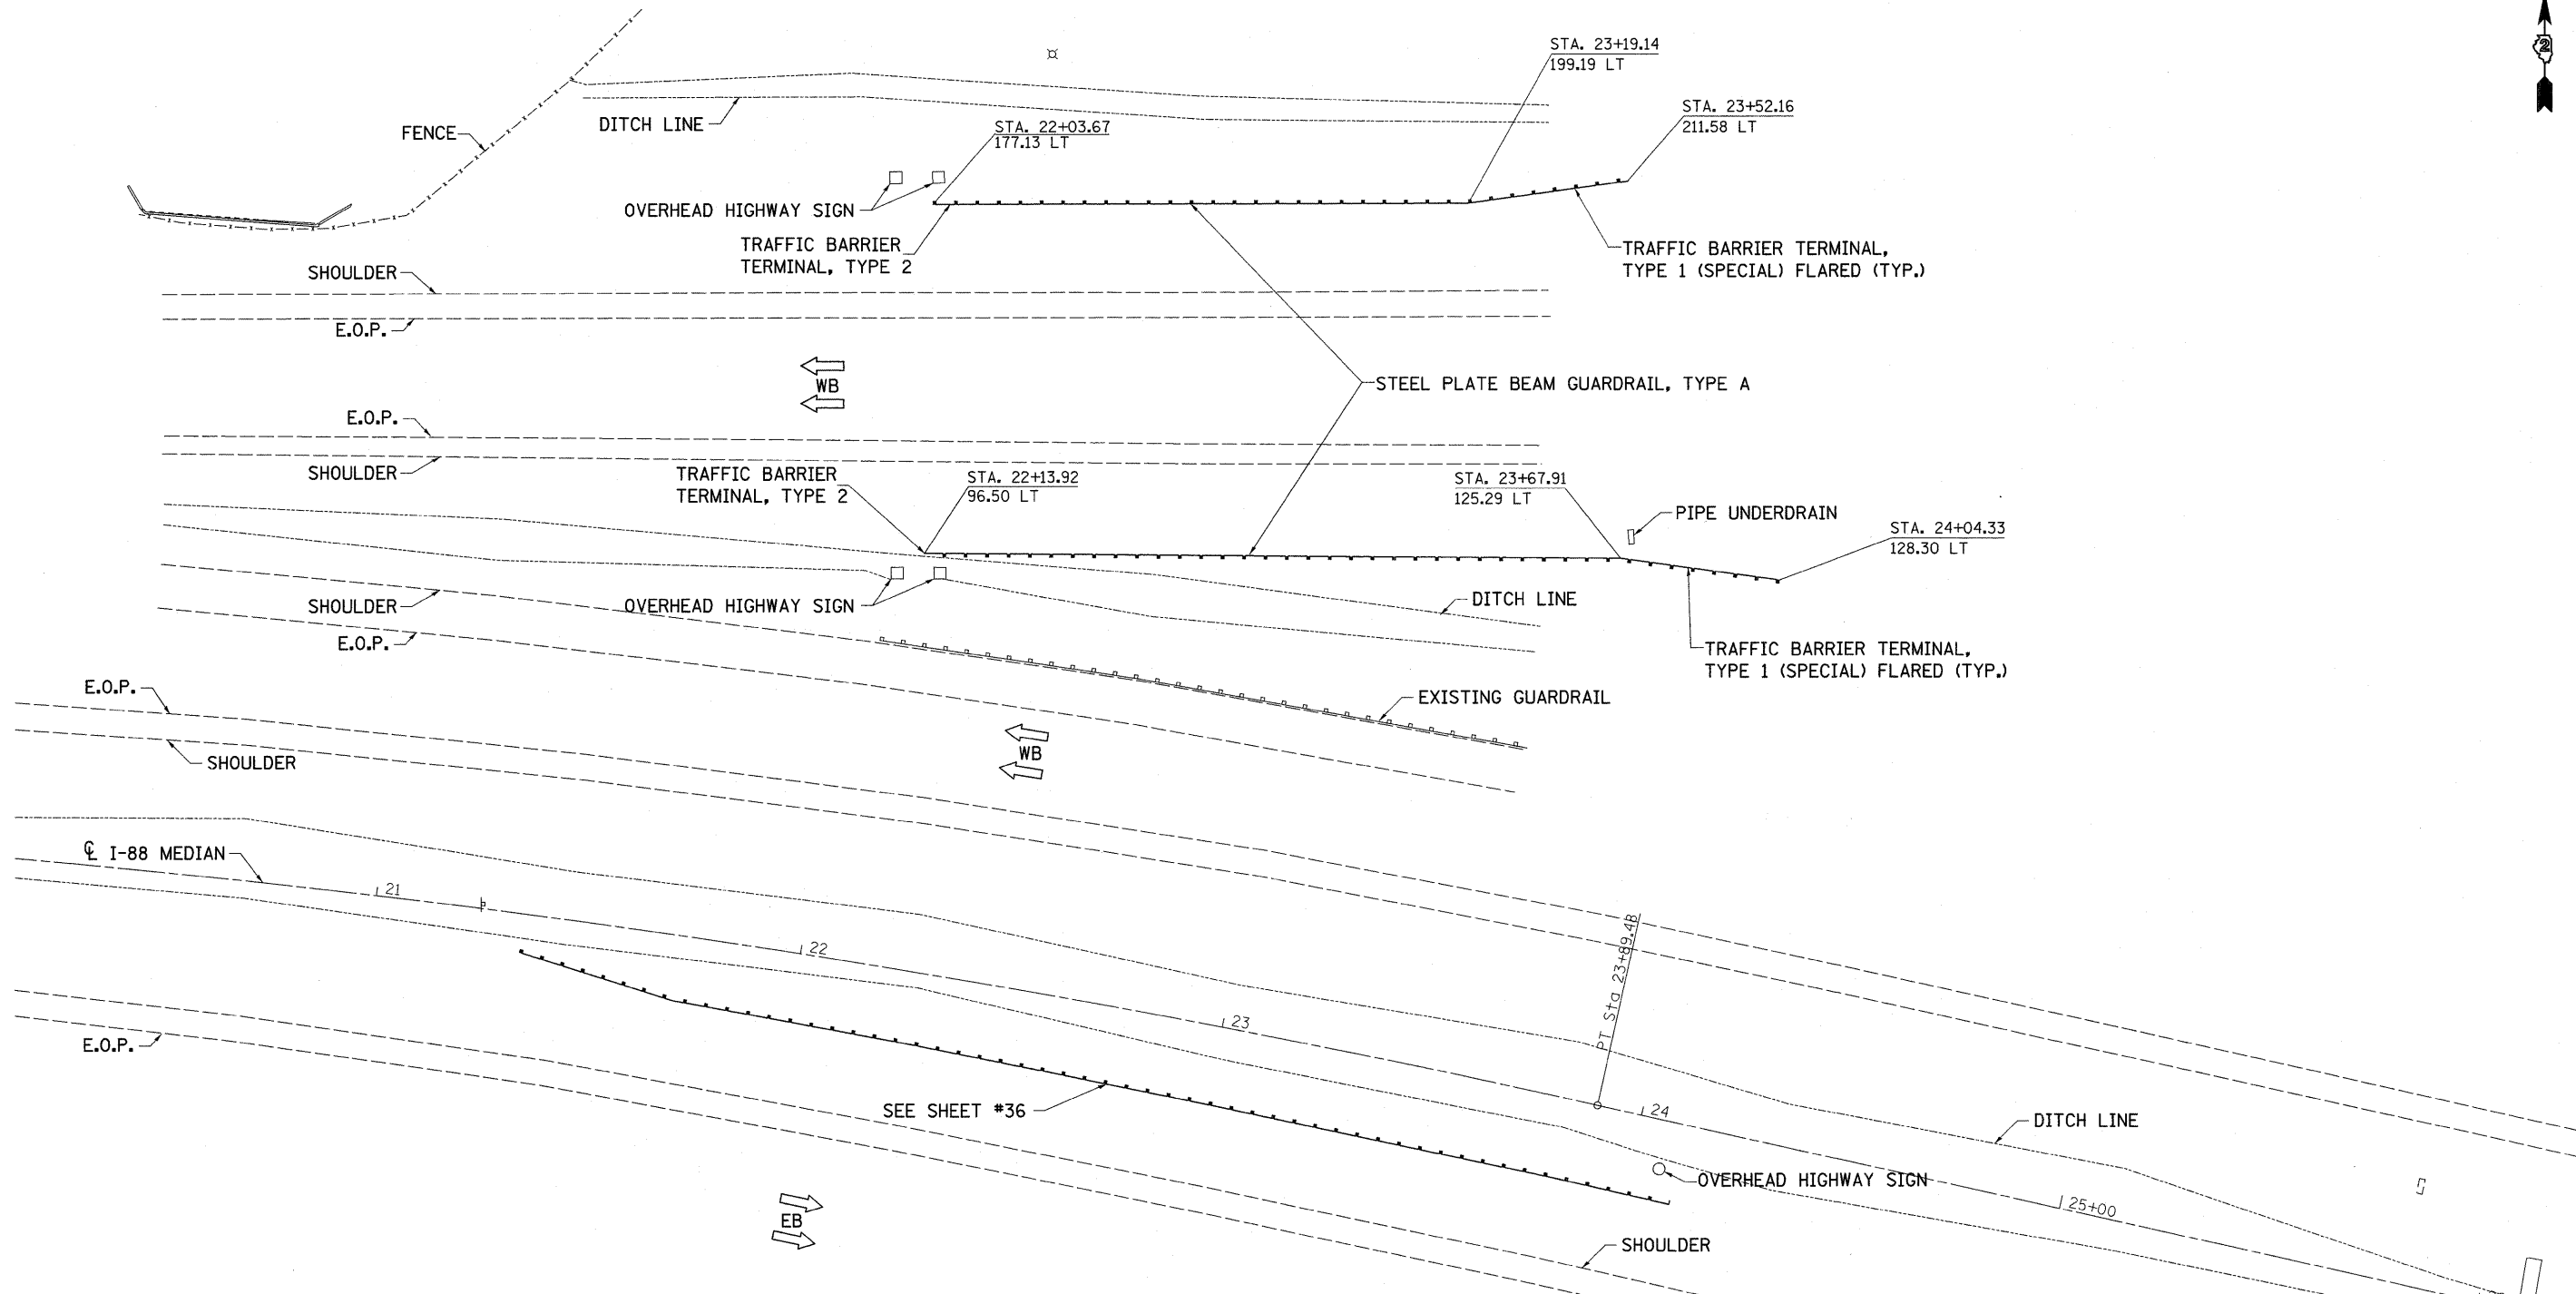 STA. 23+19.14
199.19 LT
2
STA. 23+52.16
211.58 LT
STA. 22+03.67
177.13 LT
DITCH LINE
FENCE
OVERHEAD HIGHWAY SIGN
TRAFFIC BARRIER
TERMINAL, TYPE 2
TRAFFIC BARRIER TERMINAL,
TYPE 1 (SPECIAL) FLARED (TYP.)
SHOULDER
E.O.P.
WB
STEEL PLATE BEAM GUARDRAIL, TYPE A
E.O.P.
SHOULDER
TRAFFIC BARRIER
TERMINAL, TYPE 2
STA. 22+13.92
96.50 LT
STA. 23+67.91
125.29 LT
PIPE UNDERDRAIN
STA. 24+04.33
128.30 LT
SHOULDER
OVERHEAD HIGHWAY SIGN
DITCH LINE
E.O.P.
TRAFFIC BARRIER TERMINAL,
TYPE 1 (SPECIAL) FLARED (TYP.)
E.O.P.
EXISTING GUARDRAIL
WB
SHOULDER
℄ I-88 MEDIAN
21
22
23
PT Sta 23+89.48
24
25+00
E.O.P.
SEE SHEET #36
DITCH LINE
OVERHEAD HIGHWAY SIGN
EB
SHOULDER